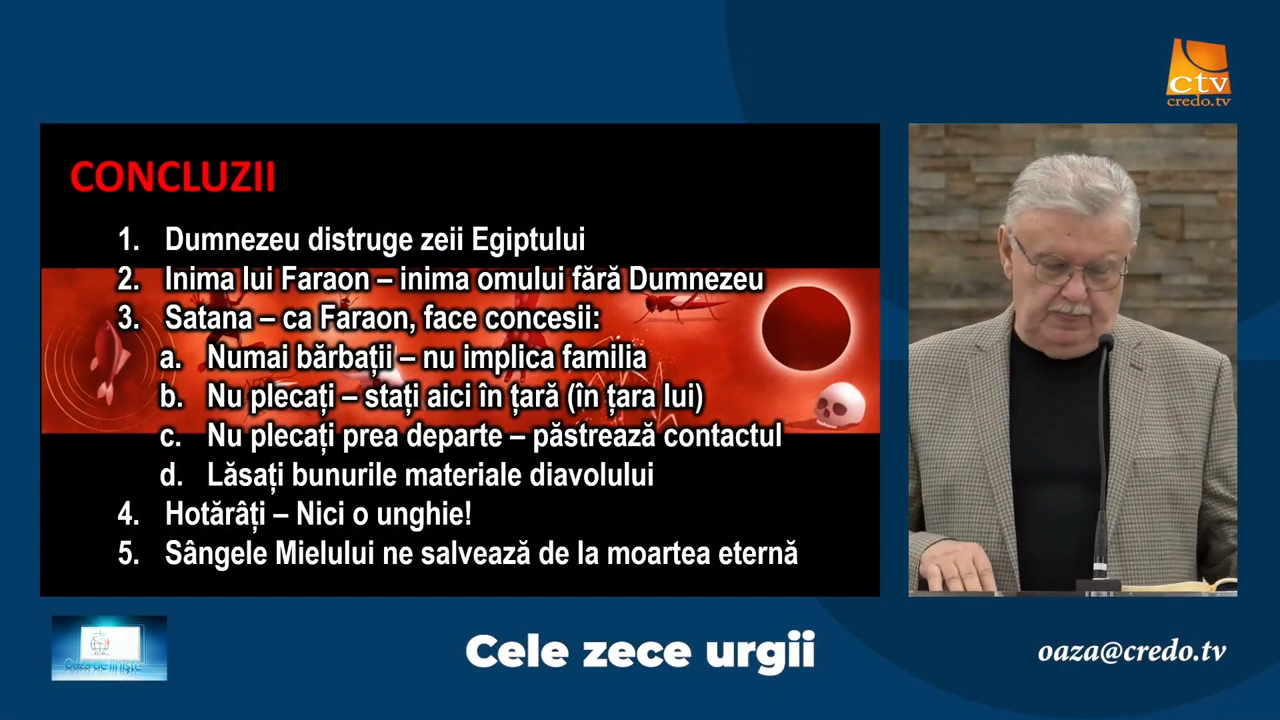 ctv
credo.tv
CONCLUZII
1. Dumnezeu distruge zeii Egiptului
2. Inima lui Faraon – inima omului fără Dumnezeu
3. Satana – ca Faraon, face concesii:
a. Numai bărbații – nu implica familia
b. Nu plecați – stați aici în țară (în țara lui)
c. Nu plecați prea departe – păstrează contactul
d. Lăsați bunurile materiale diavolului
4. Hotărâți – Nici o unghie!
5. Sângele Mielului ne salvează de la moartea eternă
Cele zece urgii
oaza@credo.tv